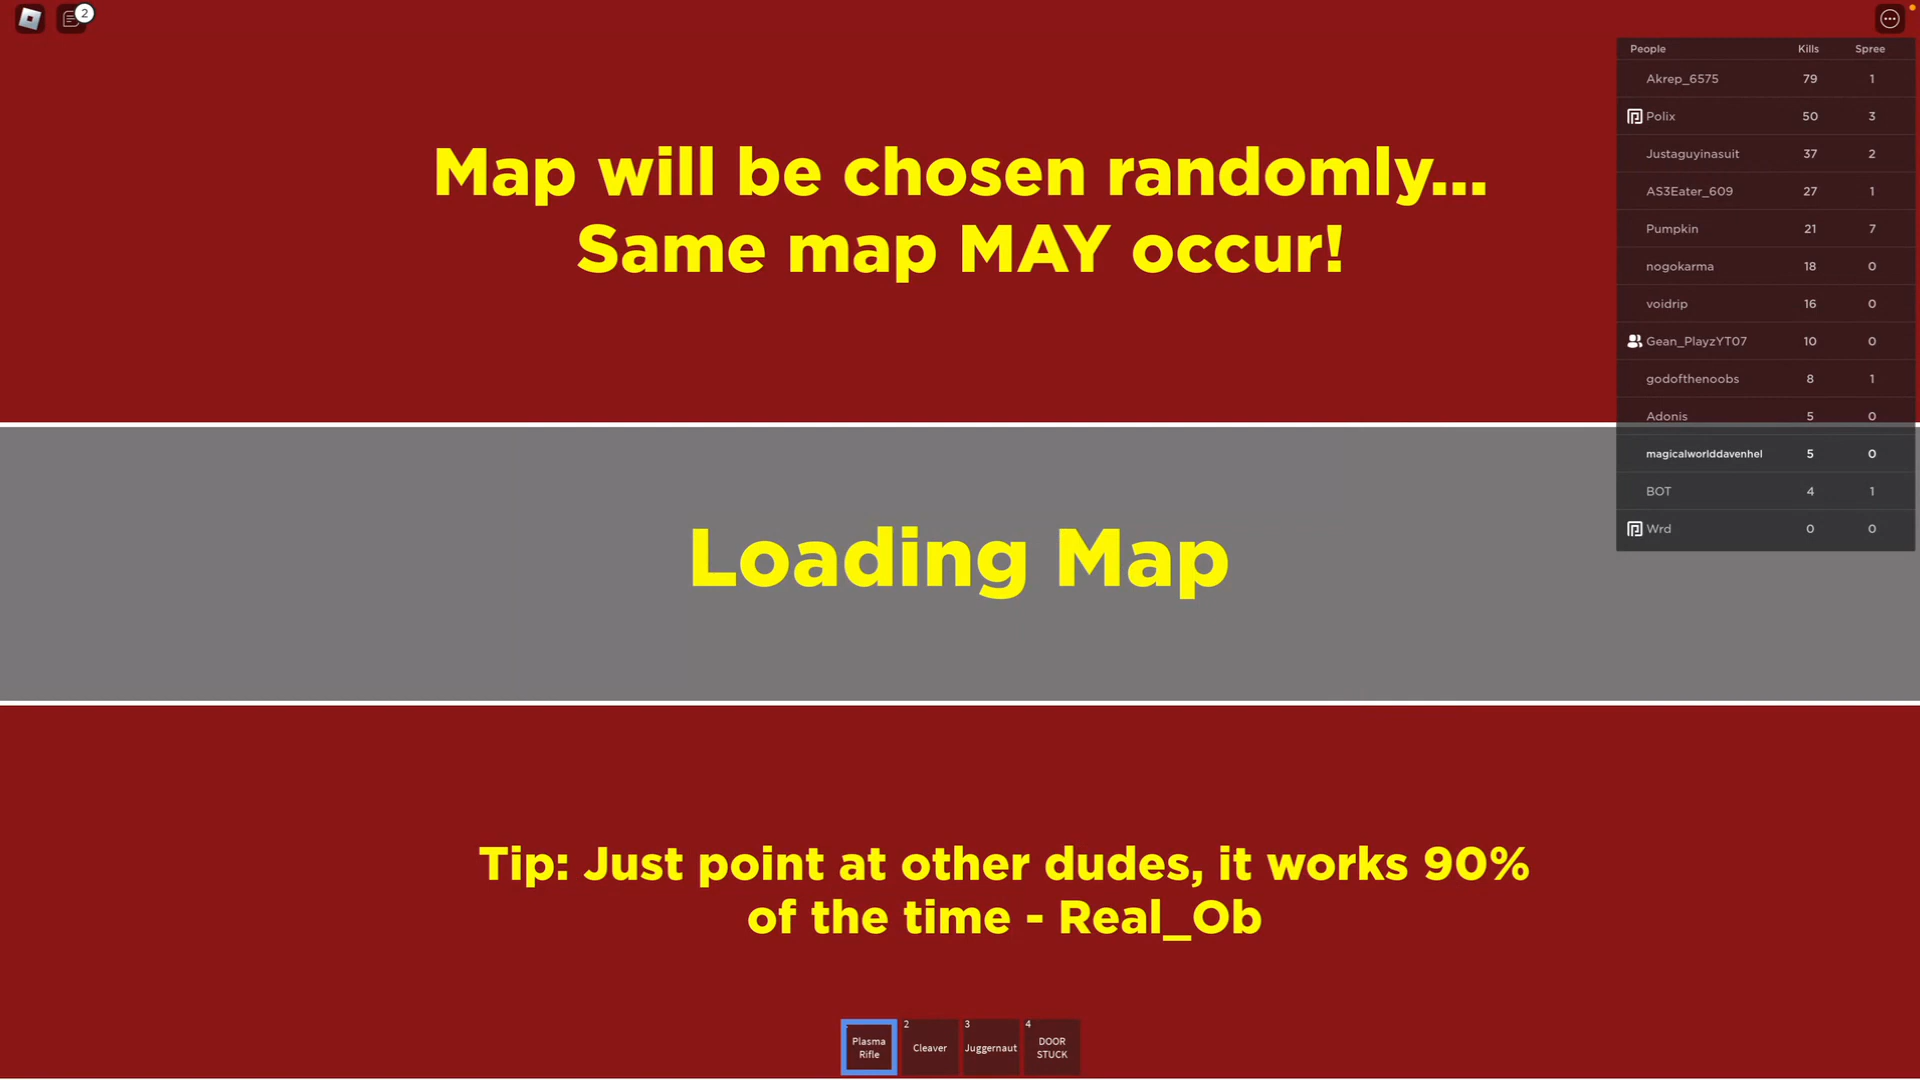 2
People Kills Spree
Akrep_6575 79 1
Polix 50 3
Justaguyinasuit 37 2
AS3Eater_609 27 1
Pumpkin 21 7
nogokarma 18 0
voidrip 16 0
Gean_PlayzYT07 10 0
godofthenoobs 8 1
Adonis 5 0
magicalworlddavenhel 5 0
BOT 4 1
Wrd 0 0
Map will be chosen randomly...
Same map MAY occur!
Loading Map
Tip: Just point at other dudes, it works 90%
of the time - Real_Ob
Plasma
Rifle
2
Cleaver
3
Juggernaut
4
DOOR
STUCK